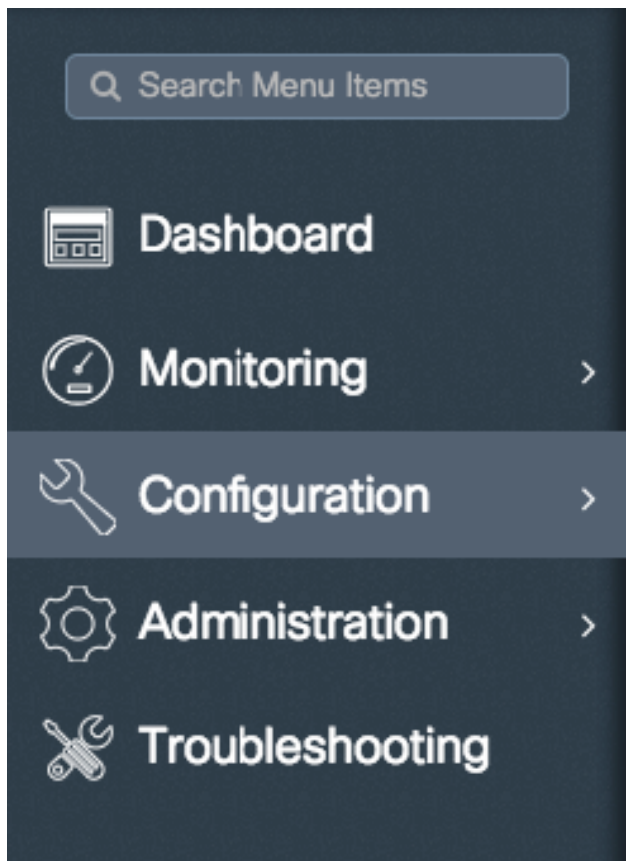 Search Menu Items
Dashboard
Monitoring
Configuration
Administration
Troubleshooting